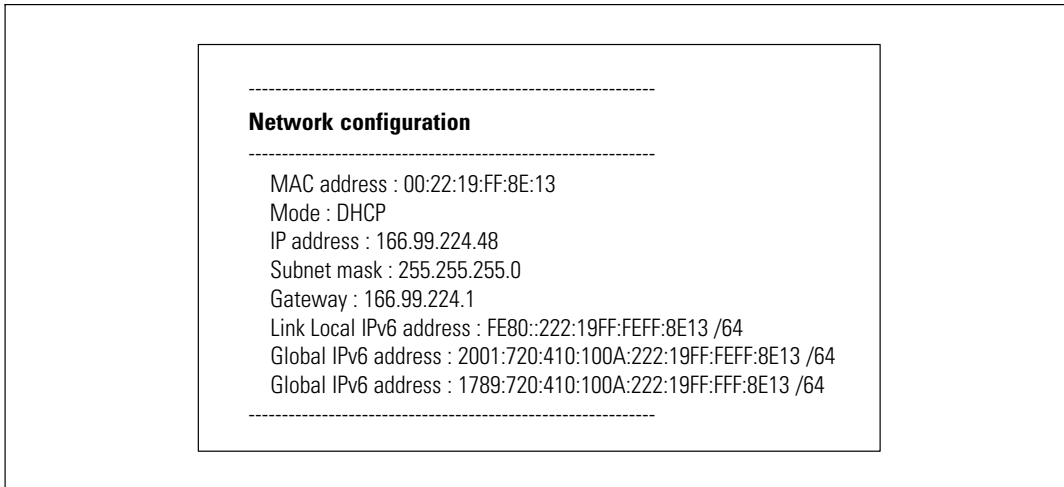 ------------------------------------------------------------
Network configuration
------------------------------------------------------------
MAC address : 00:22:19:FF:8E:13
Mode : DHCP
IP address : 166.99.224.48
Subnet mask : 255.255.255.0
Gateway : 166.99.224.1
Link Local IPv6 address : FE80::222:19FF:FEFF:8E13 /64
Global IPv6 address : 2001:720:410:100A:222:19FF:FEFF:8E13 /64
Global IPv6 address : 1789:720:410:100A:222:19FF:FFF:8E13 /64
------------------------------------------------------------